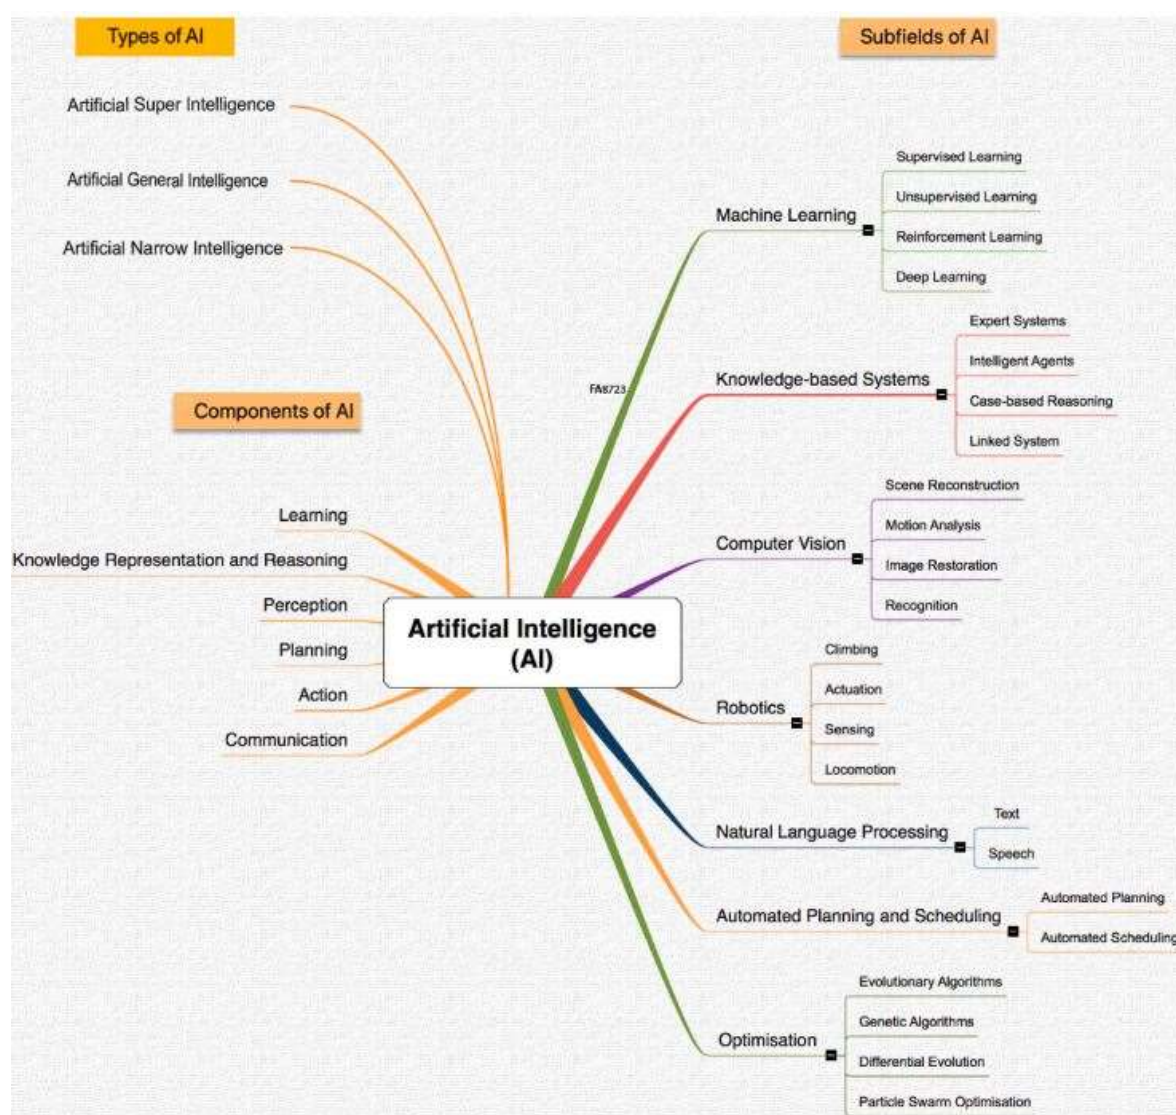 Types of AI
Artificial Super Intelligence
Artificial General Intelligence
Artificial Narrow Intelligence
Components of AI
Learning
Knowledge Representation and Reasoning
Perception
Planning
Action
Communication
Artificial Intelligence
(AI)
Subfields of AI
FA8723
Machine Learning
Supervised Learning
Unsupervised Learning
Reinforcement Learning
Deep Learning
Knowledge-based Systems
Expert Systems
Intelligent Agents
Case-based Reasoning
Linked System
Computer Vision
Scene Reconstruction
Motion Analysis
Image Restoration
Recognition
Robotics
Climbing
Actuation
Sensing
Locomotion
Natural Language Processing
Text
Speech
Automated Planning and Scheduling
Automated Planning
Automated Scheduling
Optimisation
Evolutionary Algorithms
Genetic Algorithms
Differential Evolution
Particle Swarm Optimisation